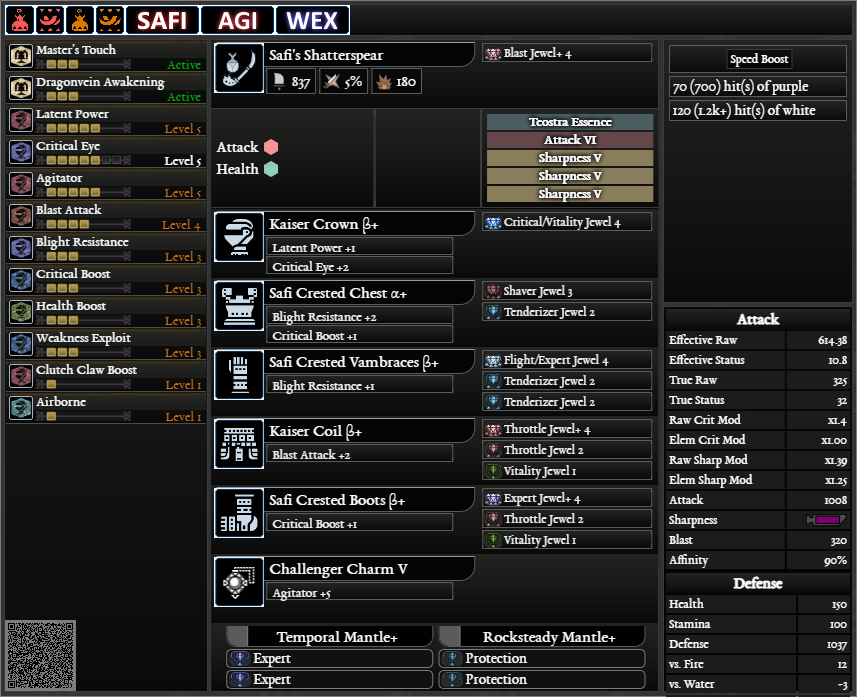 SAFI AGI WEX
Master's Touch
Active
Dragonvein Awakening
Active
Latent Power
Level 5
Critical Eye
Level 5
Agitator
Level 5
Blast Attack
Level 4
Blight Resistance
Level 3
Critical Boost
Level 3
Health Boost
Level 3
Weakness Exploit
Level 3
Clutch Claw Boost
Level 1
Airborne
Level 1
Safi's Shatterspear
837 5% 180
Blast Jewel+ 4
Attack
Health
Teostra Essence
Attack VI
Sharpness V
Sharpness V
Sharpness V
Kaiser Crown β+
Latent Power +1
Critical Eye +2
Critical/Vitality Jewel 4
Safi Crested Chest α+
Blight Resistance +2
Critical Boost +1
Shaver Jewel 3
Tenderizer Jewel 2
Safi Crested Vambraces β+
Blight Resistance +1
Flight/Expert Jewel 4
Tenderizer Jewel 2
Tenderizer Jewel 2
Kaiser Coil β+
Blast Attack +2
Throttle Jewel+ 4
Throttle Jewel 2
Vitality Jewel 1
Safi Crested Boots β+
Critical Boost +1
Expert Jewel+ 4
Throttle Jewel 2
Vitality Jewel 1
Challenger Charm V
Agitator +5
Temporal Mantle+
Expert
Expert
Rocksteady Mantle+
Protection
Protection
Speed Boost
70 (700) hit(s) of purple
120 (1.2k+) hit(s) of white
Attack
Effective Raw 614.38
Effective Status 10.8
True Raw 325
True Status 32
Raw Crit Mod x1.4
Elem Crit Mod x1.00
Raw Sharp Mod x1.39
Elem Sharp Mod x1.25
Attack 1008
Sharpness
Blast 320
Affinity 90%
Defense
Health 150
Stamina 100
Defense 1037
vs. Fire 12
vs. Water -3